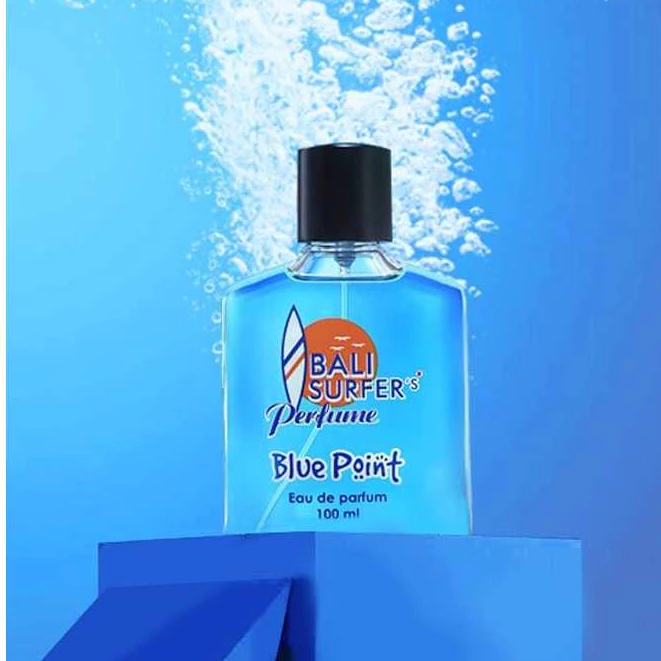 BALI
SURFER'S
Perfume
Blue Point
Eau de parfum
100 ml